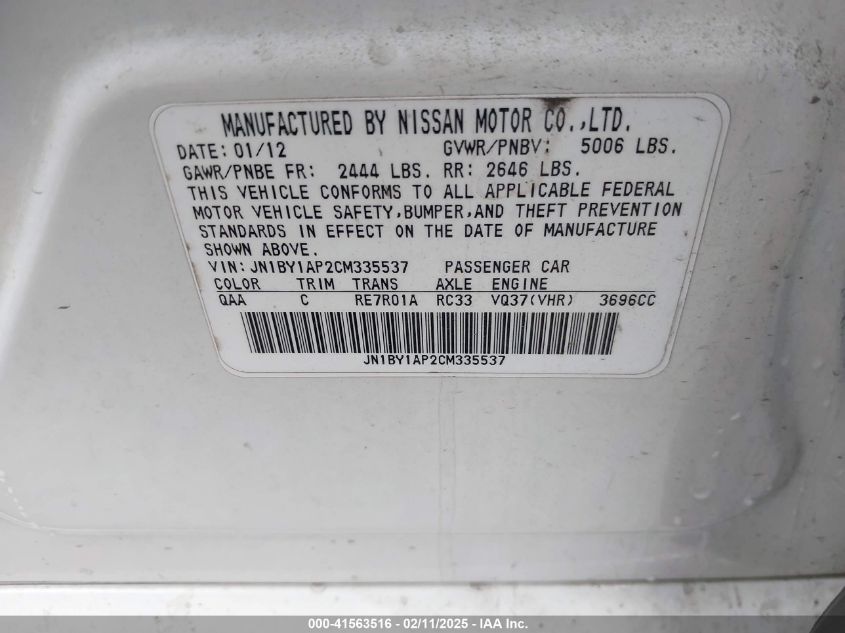 MANUFACTURED BY NISSAN MOTOR CO.,LTD.
DATE: 01/12 GVWR/PNBV: 5006 LBS.
GAWR/PNBE FR: 2444 LBS. RR: 2646 LBS.
THIS VEHICLE CONFORMS TO ALL APPLICABLE FEDERAL
MOTOR VEHICLE SAFETY,BUMPER,AND THEFT PREVENTION
STANDARDS IN EFFECT ON THE DATE OF MANUFACTURE
SHOWN ABOVE.
VIN: JN1BY1AP2CM335537 PASSENGER CAR
COLOR TRIM TRANS AXLE ENGINE
QAA C RE7R01A RC33 VQ37(VHR) 3696CC
JN1BY1AP2CM335537
000-41563516 - 02/11/2025 - IAA Inc.